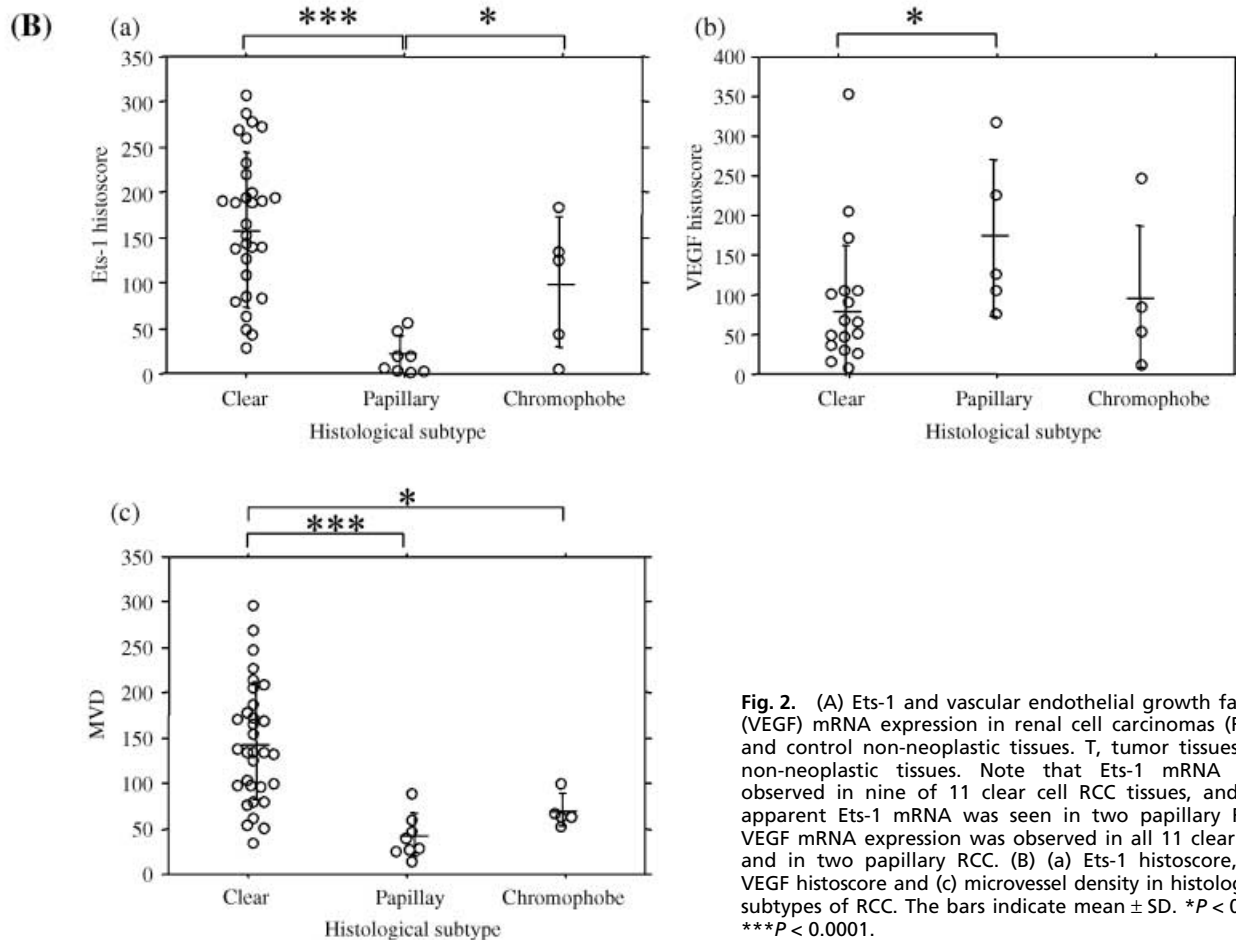 (B)
(a)
***
*
350
300
250
200
150
100
50
0
Ets-1 histoscore
Clear Papillary Chromophobe
Histological subtype
(b)
*
400
350
300
250
200
150
100
50
0
VEGF histoscore
Clear Papillary Chromophobe
Histological subtype
(c)
*
***
350
300
250
200
150
100
50
0
MVD
Clear Papillay Chromophobe
Histological subtype
Fig. 2. (A) Ets-1 and vascular endothelial growth fa
(VEGF) mRNA expression in renal cell carcinomas (
and control non-neoplastic tissues. T, tumor tissues
non-neoplastic tissues. Note that Ets-1 mRNA
observed in nine of 11 clear cell RCC tissues, and
apparent Ets-1 mRNA was seen in two papillary
VEGF mRNA expression was observed in all 11 clear
and in two papillary RCC. (B) (a) Ets-1 histoscore,
VEGF histoscore and (c) microvessel density in histolog
subtypes of RCC. The bars indicate mean ± SD. *P < 0
***P < 0.0001.